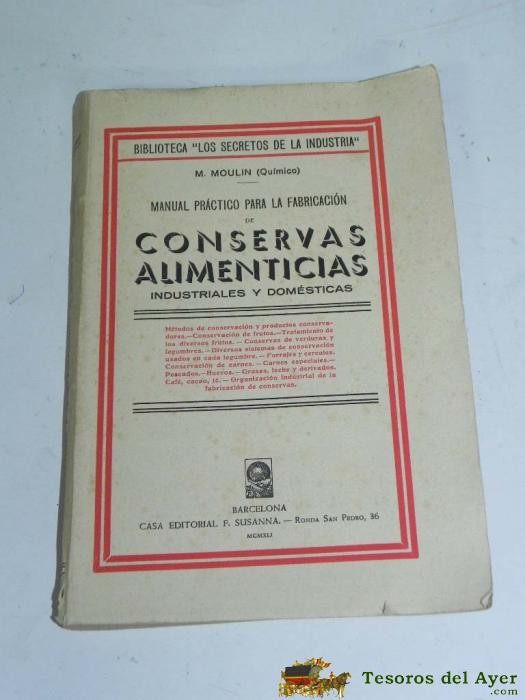 BIBLIOTECA "LOS SECRETOS DE LA INDUSTRIA"
M. MOULIN (Químico)
MANUAL PRÁCTICO PARA LA FABRICACIÓN
DE
CONSERVAS
ALIMENTICIAS
INDUSTRIALES Y DOMÉSTICAS
Métodos de conservación y productos conserva-
dores.—Conservación de frutos.—Tratamiento de
los diversos frutos. — Conservas de verduras y
legumbres.—Diversos sistemas de conservación
usados en cada legumbre. — Forrajes y cereales.
Conservación de carnes. — Carnes especiales.—
Pescados.—Huevos.—Grasas, leche y derivados.
Café, cacao, té. — Organización industrial de la
fabricación de conservas.
BARCELONA
CASA EDITORIAL F. SUSANNA. — RONDA SAN PEDRO, 36
MCMXLI
Tesoros del Ayer
.com